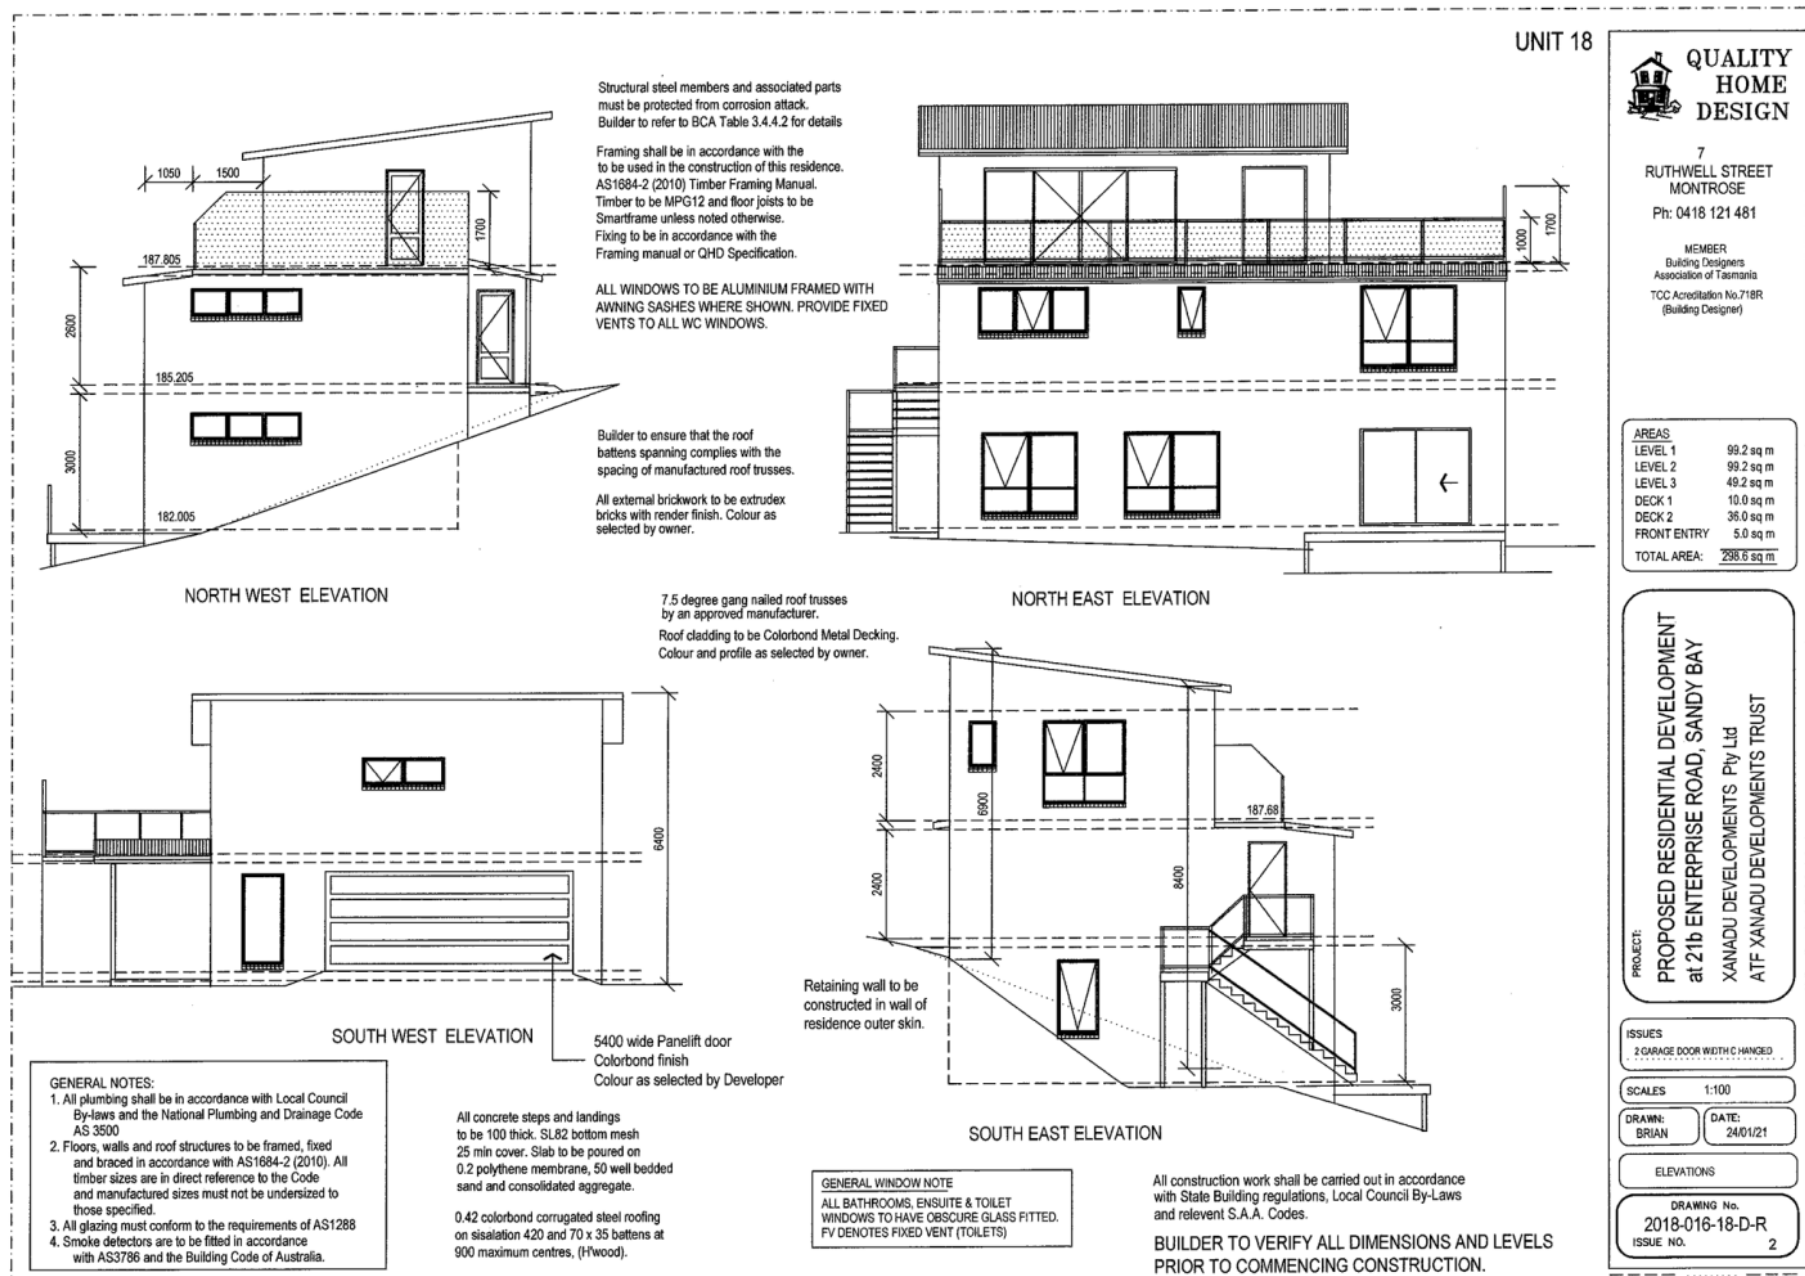 UNIT 18
Structural steel members and associated parts
must be protected from corrosion attack.
Builder to refer to BCA Table 3.4.4.2 for details
Framing shall be in accordance with the
to be used in the construction of this residence.
AS1684-2 (2010) Timber Framing Manual.
Timber to be MPG12 and floor joists to be
Smartframe unless noted otherwise.
Fixing to be in accordance with the
Framing manual or QHD Specification.
ALL WINDOWS TO BE ALUMINIUM FRAMED WITH
AWNING SASHES WHERE SHOWN. PROVIDE FIXED
VENTS TO ALL WC WINDOWS.
Builder to ensure that the roof
battens spanning complies with the
spacing of manufactured roof trusses.
All external brickwork to be extrudex
bricks with render finish. Colour as
selected by owner.
1050
1500
1700
187.805
2600
185.205
3000
182.005
NORTH WEST ELEVATION
1000
1700
NORTH EAST ELEVATION
7.5 degree gang nailed roof trusses
by an approved manufacturer.
Roof cladding to be Colorbond Metal Decking.
Colour and profile as selected by owner.
6400
SOUTH WEST ELEVATION
5400 wide Panelift door
Colorbond finish
Colour as selected by Developer
2400
6900
187.68
2400
8400
3000
Retaining wall to be
constructed in wall of
residence outer skin.
SOUTH EAST ELEVATION
GENERAL NOTES:
1. All plumbing shall be in accordance with Local Council
By-laws and the National Plumbing and Drainage Code
AS 3500
2. Floors, walls and roof structures to be framed, fixed
and braced in accordance with AS1684-2 (2010). All
timber sizes are in direct reference to the Code
and manufactured sizes must not be undersized to
those specified.
3. All glazing must conform to the requirements of AS1288
4. Smoke detectors are to be fitted in accordance
with AS3786 and the Building Code of Australia.
All concrete steps and landings
to be 100 thick. SL82 bottom mesh
25 min cover. Slab to be poured on
0.2 polythene membrane, 50 well bedded
sand and consolidated aggregate.
0.42 colorbond corrugated steel roofing
on sisalation 420 and 70 x 35 battens at
900 maximum centres, (H'wood).
GENERAL WINDOW NOTE
ALL BATHROOMS, ENSUITE & TOILET
WINDOWS TO HAVE OBSCURE GLASS FITTED.
FV DENOTES FIXED VENT (TOILETS)
All construction work shall be carried out in accordance
with State Building regulations, Local Council By-Laws
and relevent S.A.A. Codes.
BUILDER TO VERIFY ALL DIMENSIONS AND LEVELS
PRIOR TO COMMENCING CONSTRUCTION.
QUALITY
HOME
DESIGN
7
RUTHWELL STREET
MONTROSE
Ph: 0418 121 481
MEMBER
Building Designers
Association of Tasmania
TCC Acreditation No.718R
(Building Designer)
AREAS
LEVEL 1 99.2 sq m
LEVEL 2 99.2 sq m
LEVEL 3 49.2 sq m
DECK 1 10.0 sq m
DECK 2 36.0 sq m
FRONT ENTRY 5.0 sq m
TOTAL AREA: 298.6 sq m
PROJECT:
PROPOSED RESIDENTIAL DEVELOPMENT
at 21b ENTERPRISE ROAD, SANDY BAY
XANADU DEVELOPMENTS Pty Ltd
ATF XANADU DEVELOPMENTS TRUST
ISSUES
2 GARAGE DOOR WIDTH CHANGED
SCALES 1:100
DRAWN:
BRIAN
DATE:
24/01/21
ELEVATIONS
DRAWING No.
2018-016-18-D-R
ISSUE NO. 2